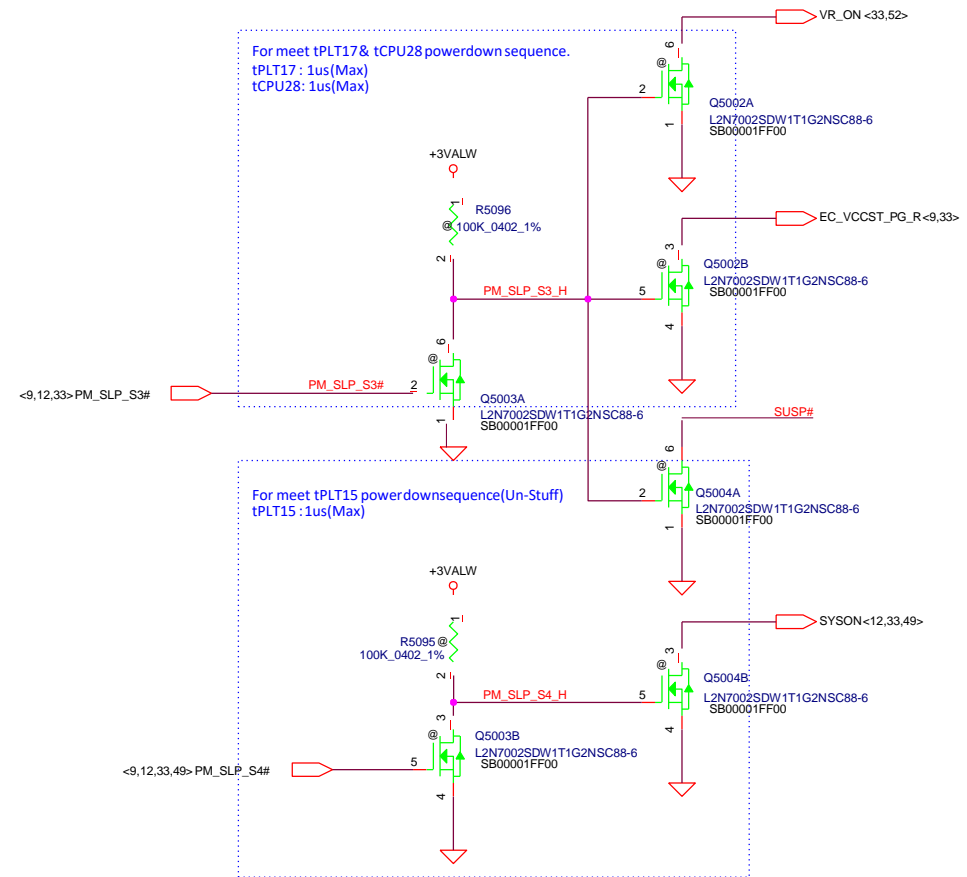 VR_ON <33,52>
For meet tPLT17& tCPU28 powerdown sequence.
tPLT17 : 1us(Max)
tCPU28: 1us(Max)
6
@
2
1
Q5002A
L2N7002SDW1T1G2NSC88-6
SB00001FF00
+3VALW
1
R5096
@
100K_0402_1%
2
EC_VCCST_PG_R<9,33>
3
@
PM_SLP_S3_H
5
4
Q5002B
L2N7002SDW1T1G2NSC88-6
SB00001FF00
6
@
<9,12,33>PM_SLP_S3#
PM_SLP_S3#
2
1
Q5003A
L2N7002SDW1T1G2NSC88-6
SB00001FF00
SUSP#
6
@
2
1
Q5004A
L2N7002SDW1T1G2NSC88-6
SB00001FF00
For meet tPLT15 powerdownsequence(Un-Stuff)
tPLT15 :1us(Max)
+3VALW
1
R5095@
100K_0402_1%
2
SYSON<12,33,49>
3
@
PM_SLP_S4_H
5
4
Q5004B
L2N7002SDW1T1G2NSC88-6
SB00001FF00
3
@
<9,12,33,49>PM_SLP_S4#
5
4
Q5003B
L2N7002SDW1T1G2NSC88-6
SB00001FF00